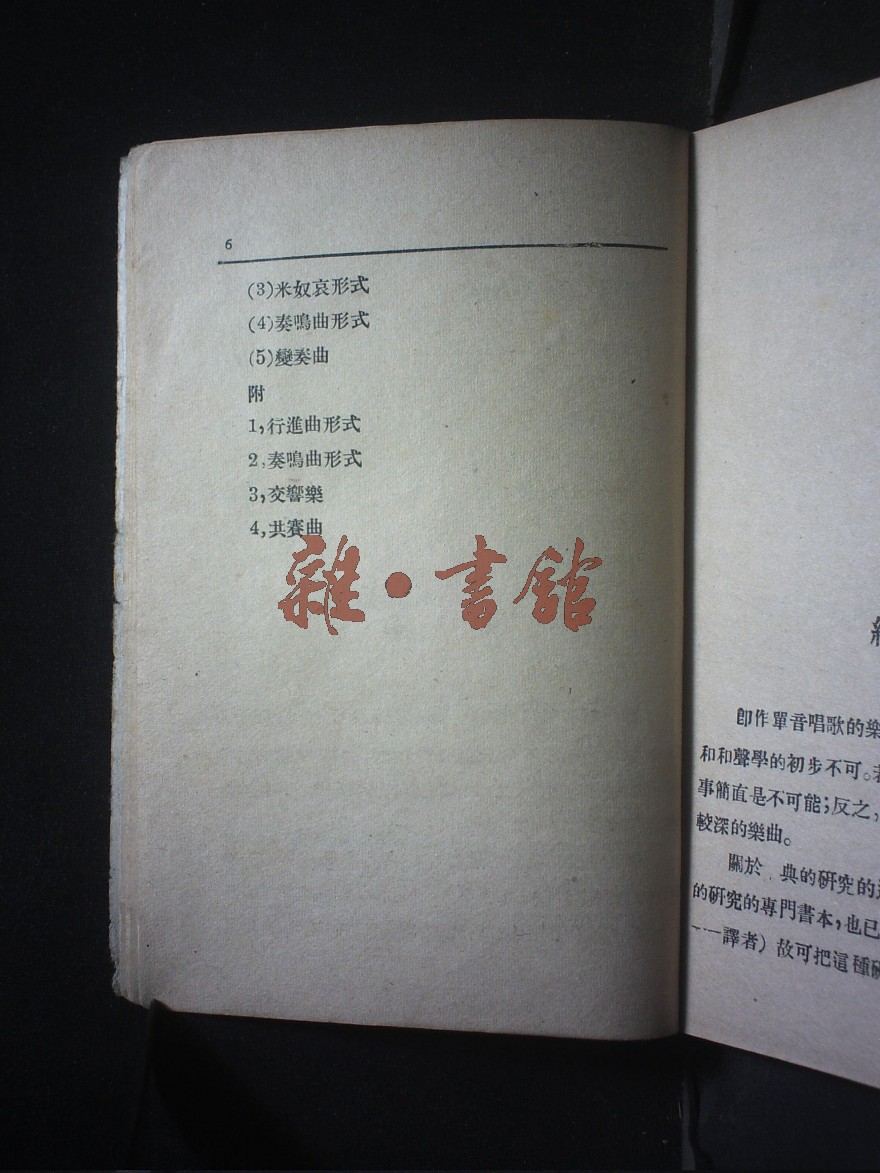 6
(3)米奴哀形式
(4)奏鳴曲形式
(5)變奏曲
附
1,行進曲形式
2,奏鳴曲形式
3,交響樂
4,共賽曲
雜•書館
卽作單音唱歌的樂
和和聲學的初步不可。若
事簡直是不可能;反之,
較深的樂曲。
關於 典的研究的
的研究的專門書本,也已
——譯者)故可把這種研